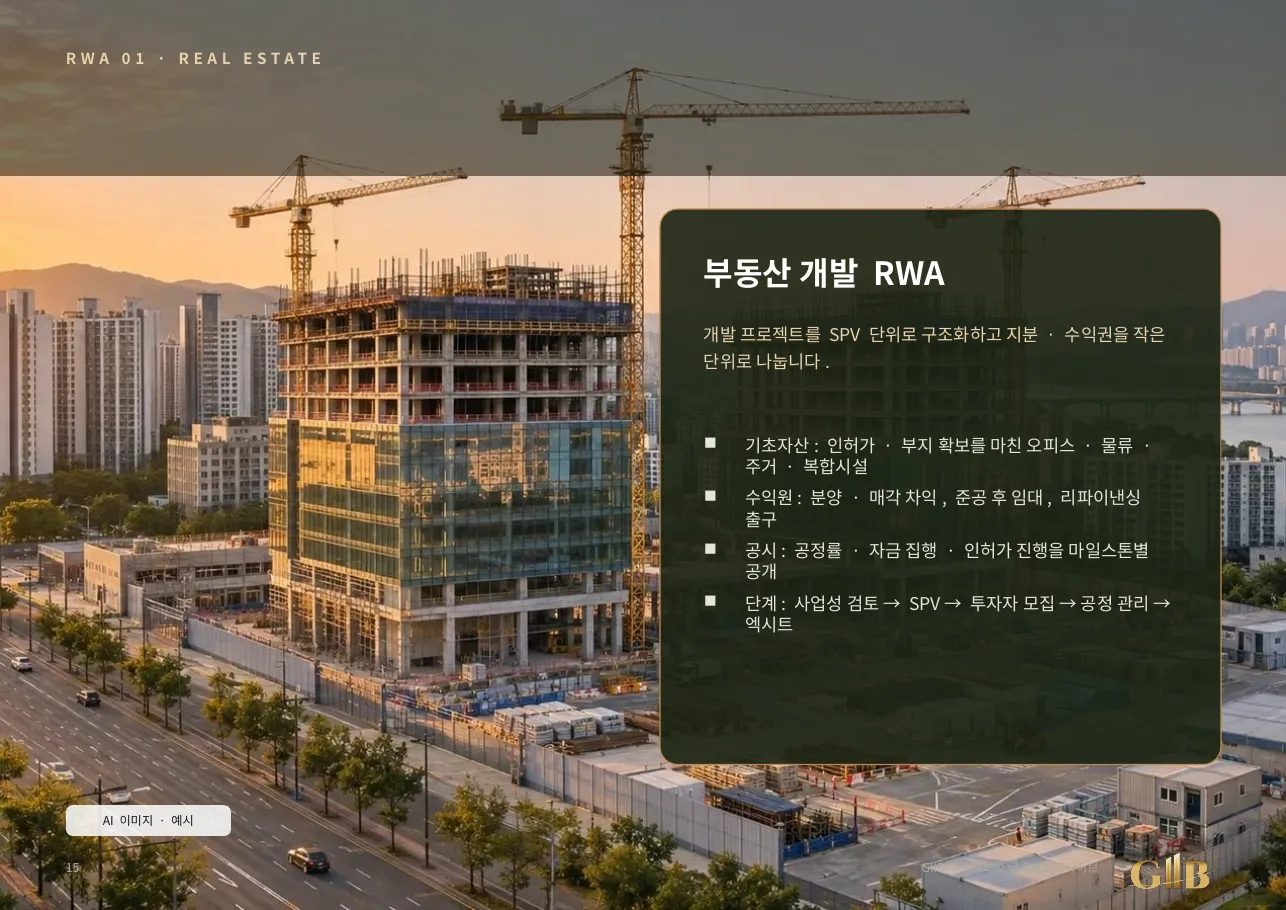 RWA 01 · REAL ESTATE
부동산 개발 RWA
개발 프로젝트를 SPV 단위로 구조화하고 지분 · 수익권을 작은
단위로 나눕니다.
■ 기초자산: 인허가 · 부지 확보를 마친 오피스 · 물류 ·
주거 · 복합시설
■ 수익원: 분양 · 매각 차익, 준공 후 임대, 리파이낸싱
출구
■ 공시: 공정률 · 자금 집행 · 인허가 진행을 마일스톤별
공개
■ 단계: 사업성 검토 → SPV → 투자자 모집 → 공정 관리 →
엑시트
AI 이미지 · 예시
15
GIIB